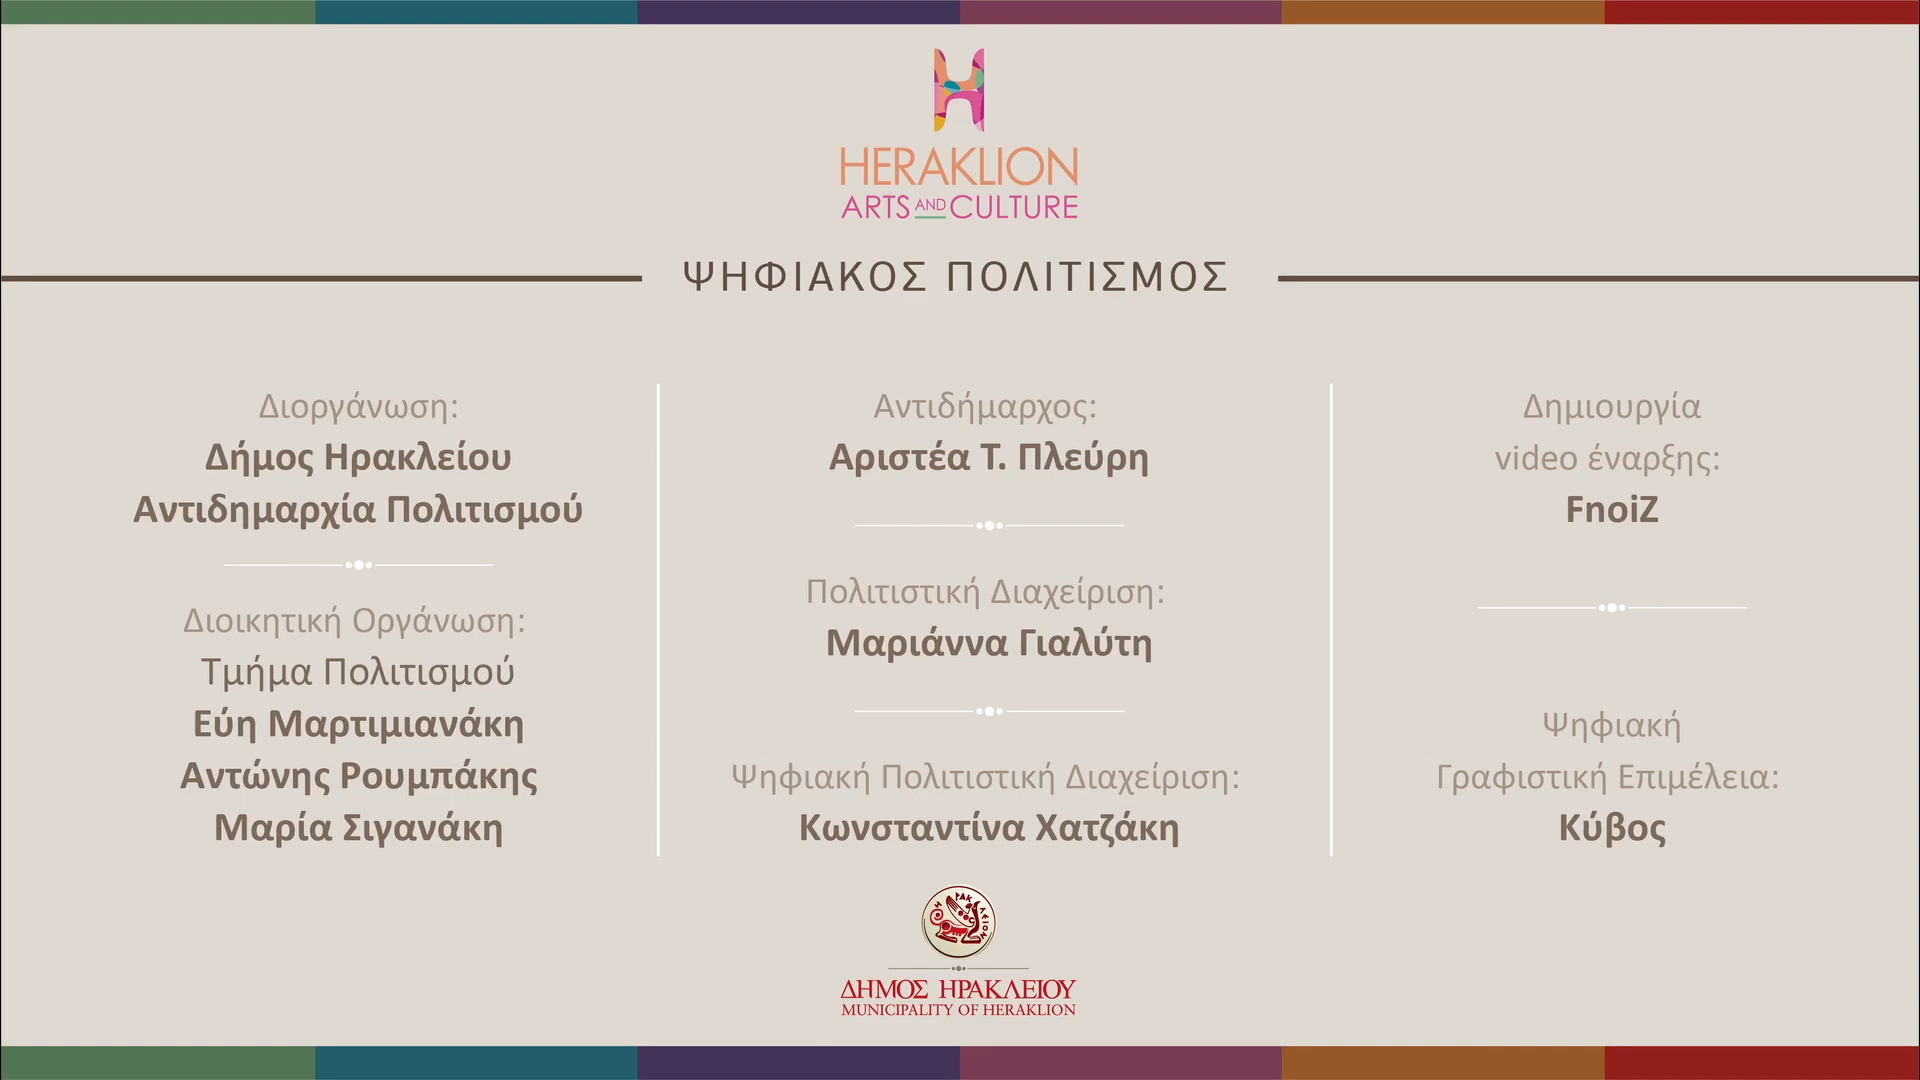 HERAKLION
ARTS AND CULTURE
ΨΗΦΙΑΚΟΣ ΠΟΛΙΤΙΣΜΟΣ
Διοργάνωση:
Δήμος Ηρακλείου
Αντιδημαρχία Πολιτισμού
Διοικητική Οργάνωση:
Τμήμα Πολιτισμού
Εύη Μαρτιμιανάκη
Αντώνης Ρουμπάκης
Μαρία Σιγανάκη
Αντιδήμαρχος:
Αριστέα Τ. Πλεύρη
Πολιτιστική Διαχείριση:
Μαριάννα Γιαλύτη
Ψηφιακή Πολιτιστική Διαχείριση:
Κωνσταντίνα Χατζάκη
Δημιουργία
video έναρξης:
FnoiZ
Ψηφιακή
Γραφιστική Επιμέλεια:
Κύβος
ΗΡΑΚΛΕΙΟΝ
ΔΗΜΟΣ ΗΡΑΚΛΕΙΟΥ
MUNICIPALITY OF HERAKLION